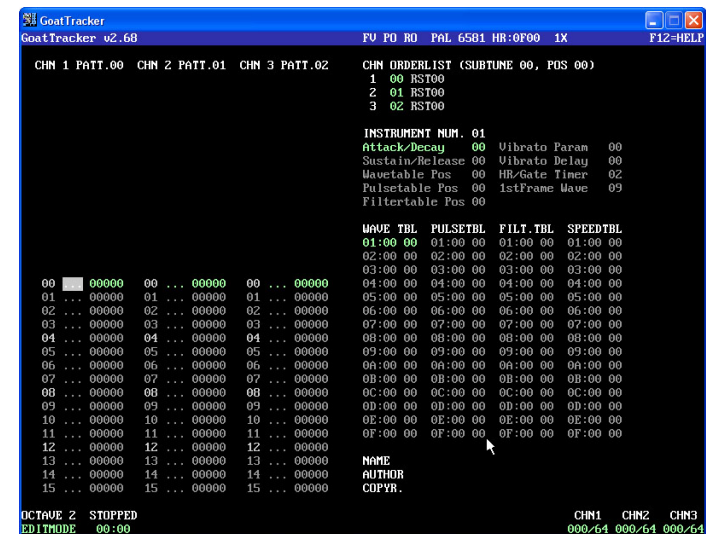 GoatTracker
GoatTracker v2.68 FV PO RO PAL 6581 HR:0F00 1X F12=HELP
CHN 1 PATT.00 CHN 2 PATT.01 CHN 3 PATT.02 CHN ORDERLIST (SUBTUNE 00, POS 00)
1 00 RST00
2 01 RST00
3 02 RST00
INSTRUMENT NUM. 01
Attack/Decay 00 Vibrato Param 00
Sustain/Release 00 Vibrato Delay 00
Wavetable Pos 00 HR/Gate Timer 02
Pulsetable Pos 00 1stFrame Wave 09
Filtertable Pos 00
WAVE TBL PULSETBL FILT.TBL SPEEDTBL
01:00 00 01:00 00 01:00 00 01:00 00
02:00 00 02:00 00 02:00 00 02:00 00
03:00 00 03:00 00 03:00 00 03:00 00
00 ... 00000 00 ... 00000 00 ... 00000 04:00 00 04:00 00 04:00 00 04:00 00
01 ... 00000 01 ... 00000 01 ... 00000 05:00 00 05:00 00 05:00 00 05:00 00
02 ... 00000 02 ... 00000 02 ... 00000 06:00 00 06:00 00 06:00 00 06:00 00
03 ... 00000 03 ... 00000 03 ... 00000 07:00 00 07:00 00 07:00 00 07:00 00
04 ... 00000 04 ... 00000 04 ... 00000 08:00 00 08:00 00 08:00 00 08:00 00
05 ... 00000 05 ... 00000 05 ... 00000 09:00 00 09:00 00 09:00 00 09:00 00
06 ... 00000 06 ... 00000 06 ... 00000 0A:00 00 0A:00 00 0A:00 00 0A:00 00
07 ... 00000 07 ... 00000 07 ... 00000 0B:00 00 0B:00 00 0B:00 00 0B:00 00
08 ... 00000 08 ... 00000 08 ... 00000 0C:00 00 0C:00 00 0C:00 00 0C:00 00
09 ... 00000 09 ... 00000 09 ... 00000 0D:00 00 0D:00 00 0D:00 00 0D:00 00
10 ... 00000 10 ... 00000 10 ... 00000 0E:00 00 0E:00 00 0E:00 00 0E:00 00
11 ... 00000 11 ... 00000 11 ... 00000 0F:00 00 0F:00 00 0F:00 00 0F:00 00
12 ... 00000 12 ... 00000 12 ... 00000
13 ... 00000 13 ... 00000 13 ... 00000 NAME
14 ... 00000 14 ... 00000 14 ... 00000 AUTHOR
15 ... 00000 15 ... 00000 15 ... 00000 COPYR.
OCTAVE 2 STOPPED CHN1 CHN2 CHN3
EDITMODE 00:00 000/64 000/64 000/64